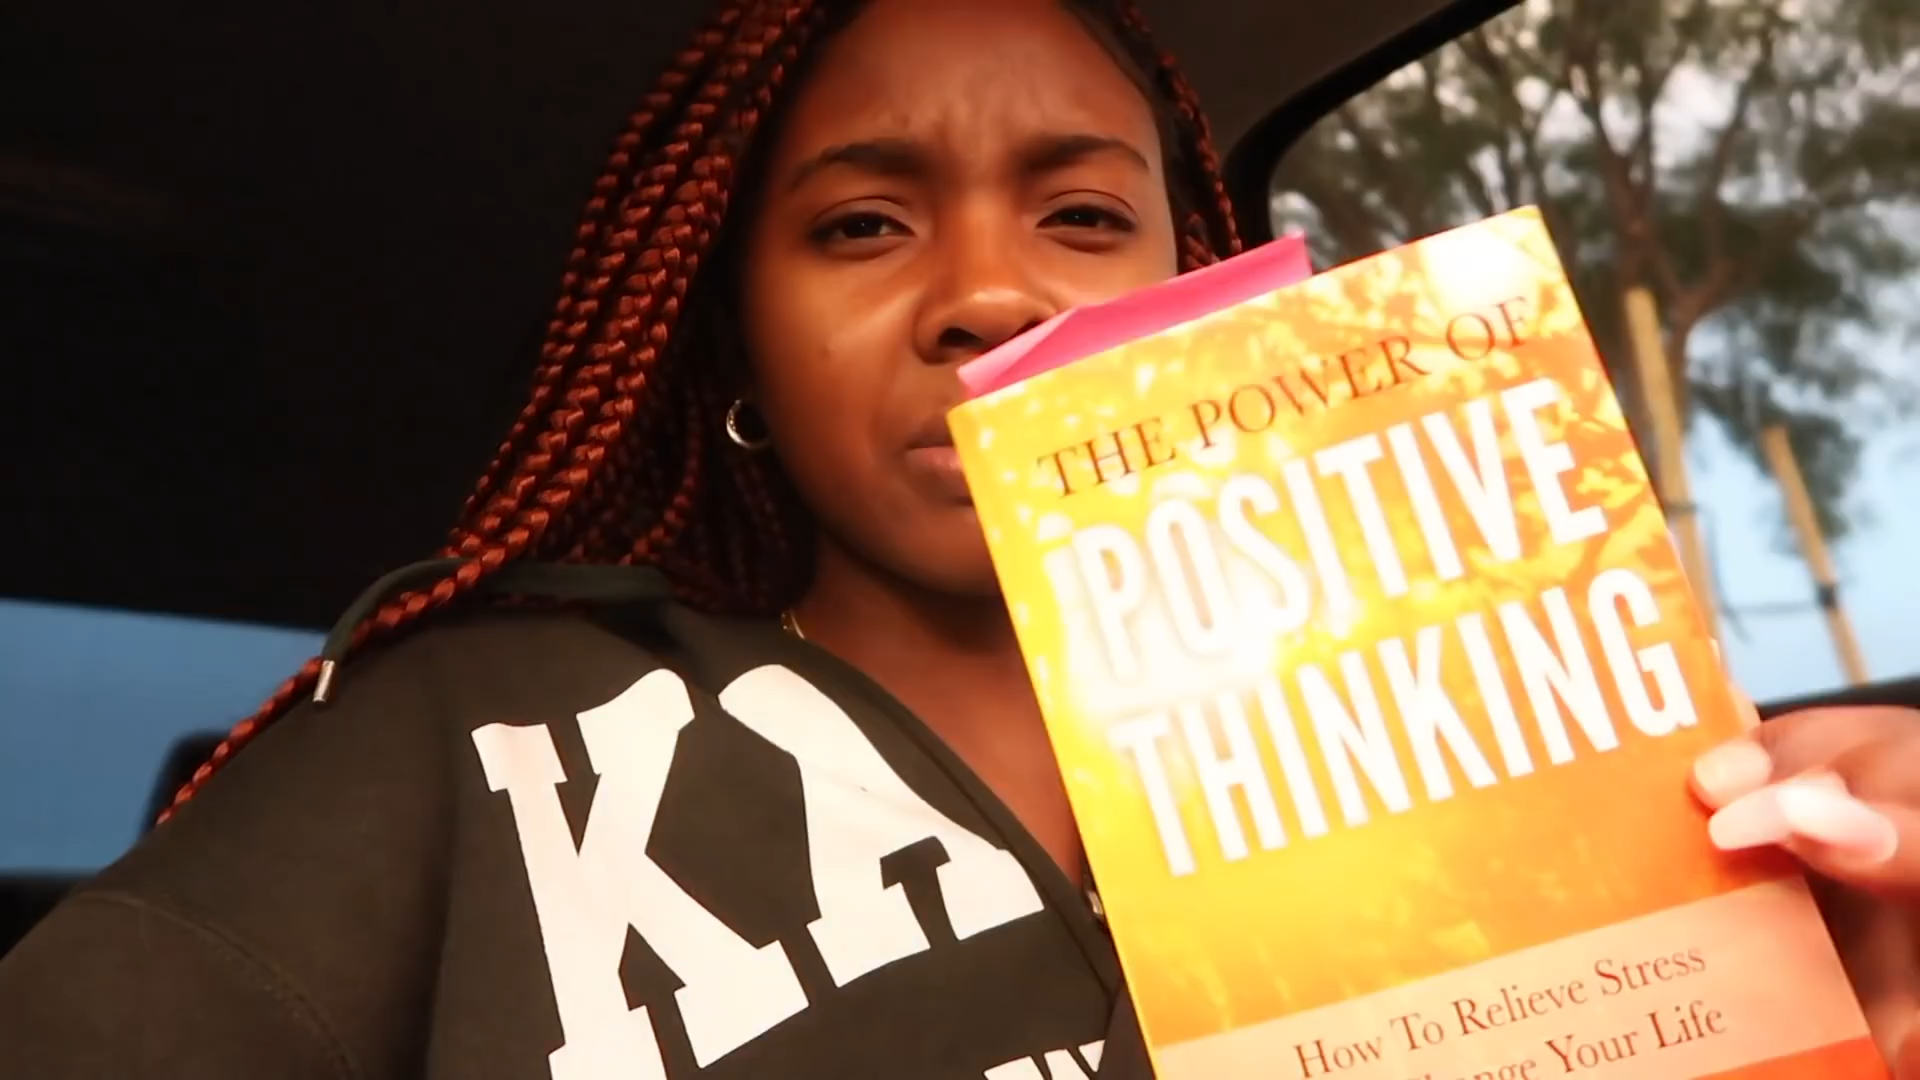 THE POWER OF
POSITIVE
THINKING
How To Relieve Stress
Your Life
KA